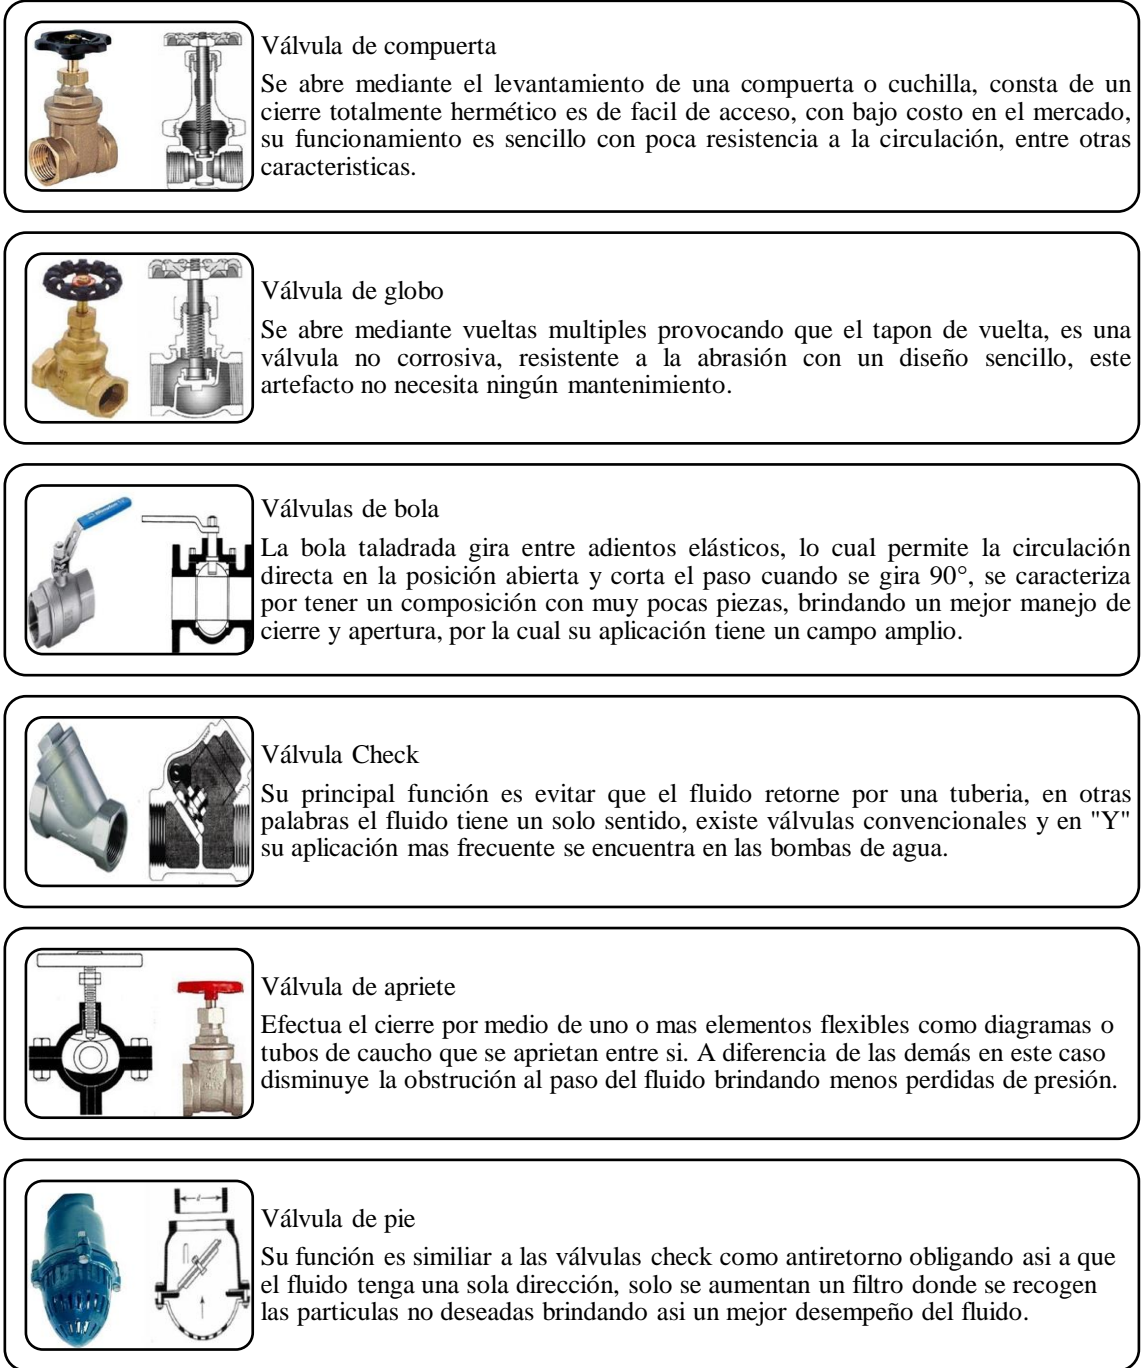 Válvula de compuerta
Se abre mediante el levantamiento de una compuerta o cuchilla, consta de un
cierre totalmente hermético es de facil de acceso, con bajo costo en el mercado,
su funcionamiento es sencillo con poca resistencia a la circulación, entre otras
caracteristicas.
Válvula de globo
Se abre mediante vueltas multiples provocando que el tapon de vuelta, es una
válvula no corrosiva, resistente a la abrasión con un diseño sencillo, este
artefacto no necesita ningún mantenimiento.
Válvulas de bola
La bola taladrada gira entre adientos elásticos, lo cual permite la circulación
directa en la posición abierta y corta el paso cuando se gira 90°, se caracteriza
por tener un composición con muy pocas piezas, brindando un mejor manejo de
cierre y apertura, por la cual su aplicación tiene un campo amplio.
Válvula Check
Su principal función es evitar que el fluido retorne por una tuberia, en otras
palabras el fluido tiene un solo sentido, existe válvulas convencionales y en "Y"
su aplicación mas frecuente se encuentra en las bombas de agua.
Válvula de apriete
Efectua el cierre por medio de uno o mas elementos flexibles como diagramas o
tubos de caucho que se aprietan entre si. A diferencia de las demás en este caso
disminuye la obstrución al paso del fluido brindando menos perdidas de presión.
Válvula de pie
Su función es similiar a las válvulas check como antiretorno obligando asi a que
el fluido tenga una sola dirección, solo se aumentan un filtro donde se recogen
las particulas no deseadas brindando asi un mejor desempeño del fluido.